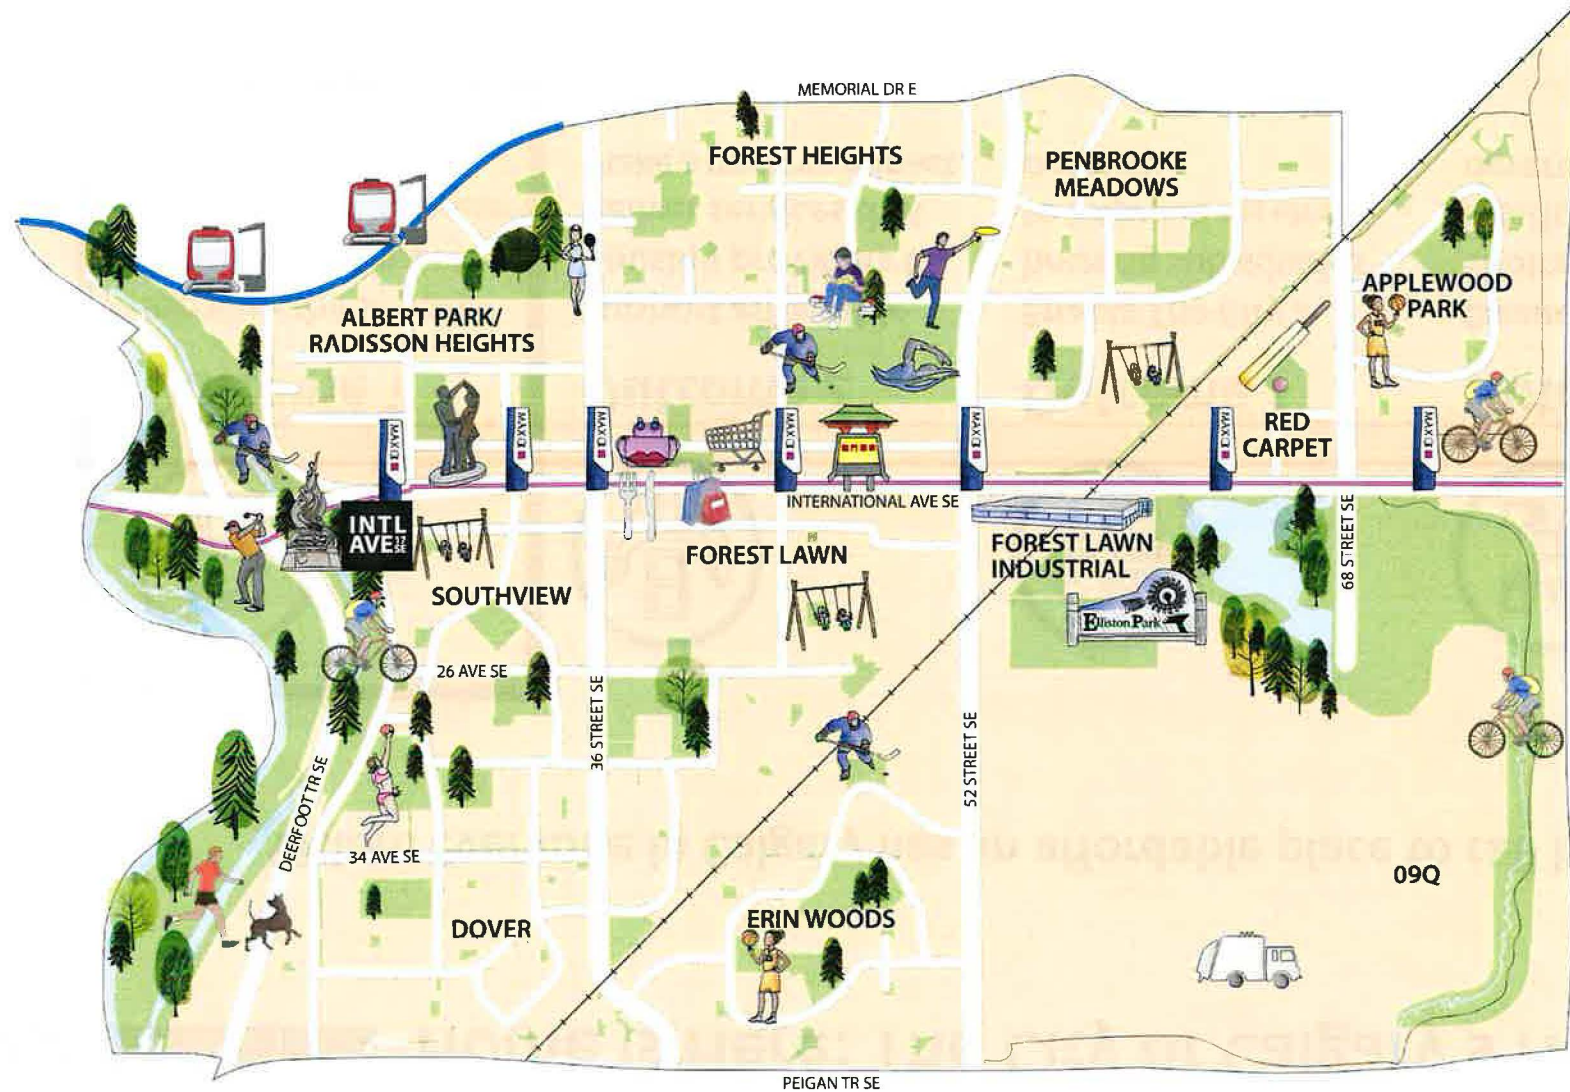 MEMORIAL DR E
FOREST HEIGHTS
PENBROOKE
MEADOWS
APPLEWOOD
PARK
ALBERT PARK/
RADISSON HEIGHTS
RED
CARPET
MAX
MAX
MAX
MAX
MAX
MAX
MAX
INTERNATIONAL AVE SE
INTL
AVE 17 SE
FOREST LAWN
FOREST LAWN
INDUSTRIAL
68 STREET SE
SOUTHVIEW
Elliston Park
26 AVE SE
36 STREET SE
52 STREET SE
DEERFOOT TR SE
34 AVE SE
09Q
DOVER
ERIN WOODS
PEIGAN TR SE